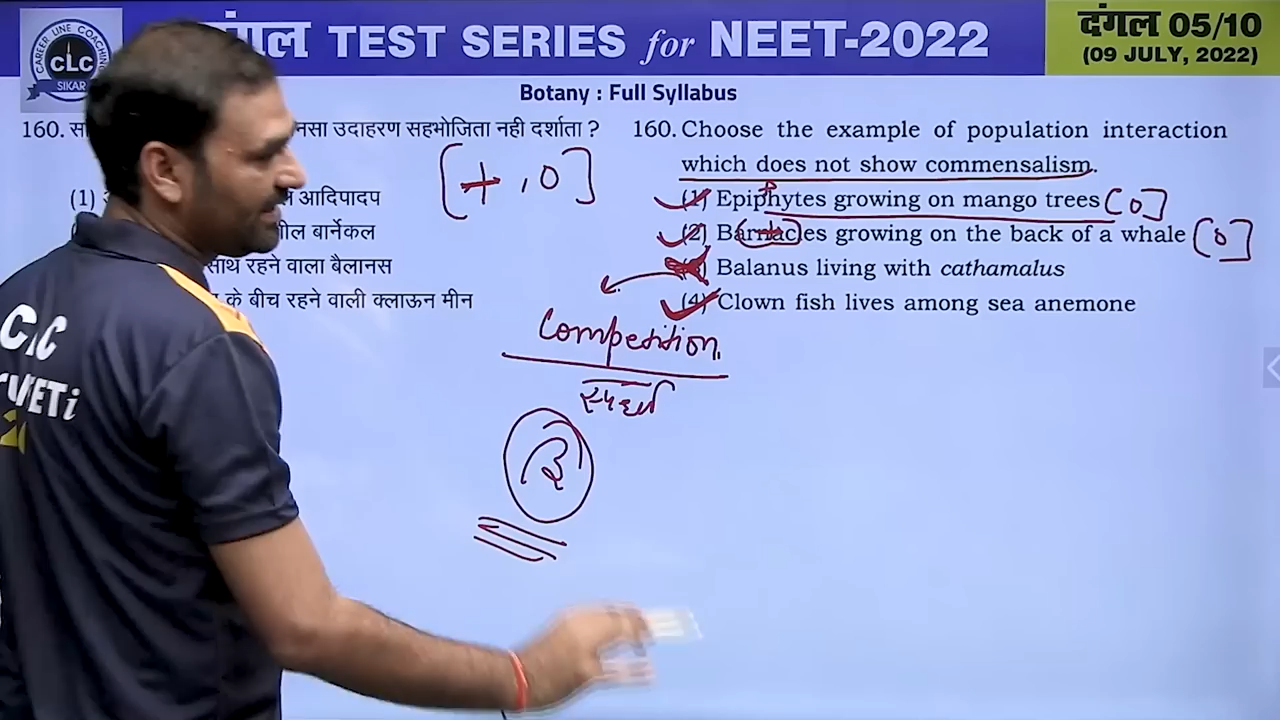 CAREER LINE COACHING
CLC
SIKAR
दंगल TEST SERIES for NEET-2022
दंगल 05/10
(09 JULY, 2022)
Botany : Full Syllabus
160. उदाहरण सहभोजिता नही दर्शाता ?
(1) आदिपादप
बार्नेकल
साथ रहने वाला बैलानस
के बीच रहने वाली क्लाऊन मीन
[+, 0]
160. Choose the example of population interaction
which does not show commensalism.
(1) Epiphytes growing on mango trees [0]
(2) Barnacles growing on the back of a whale [0]
Balanus living with cathamalus
(4) Clown fish lives among sea anemone
Competition
स्पर्धा
3
CLC